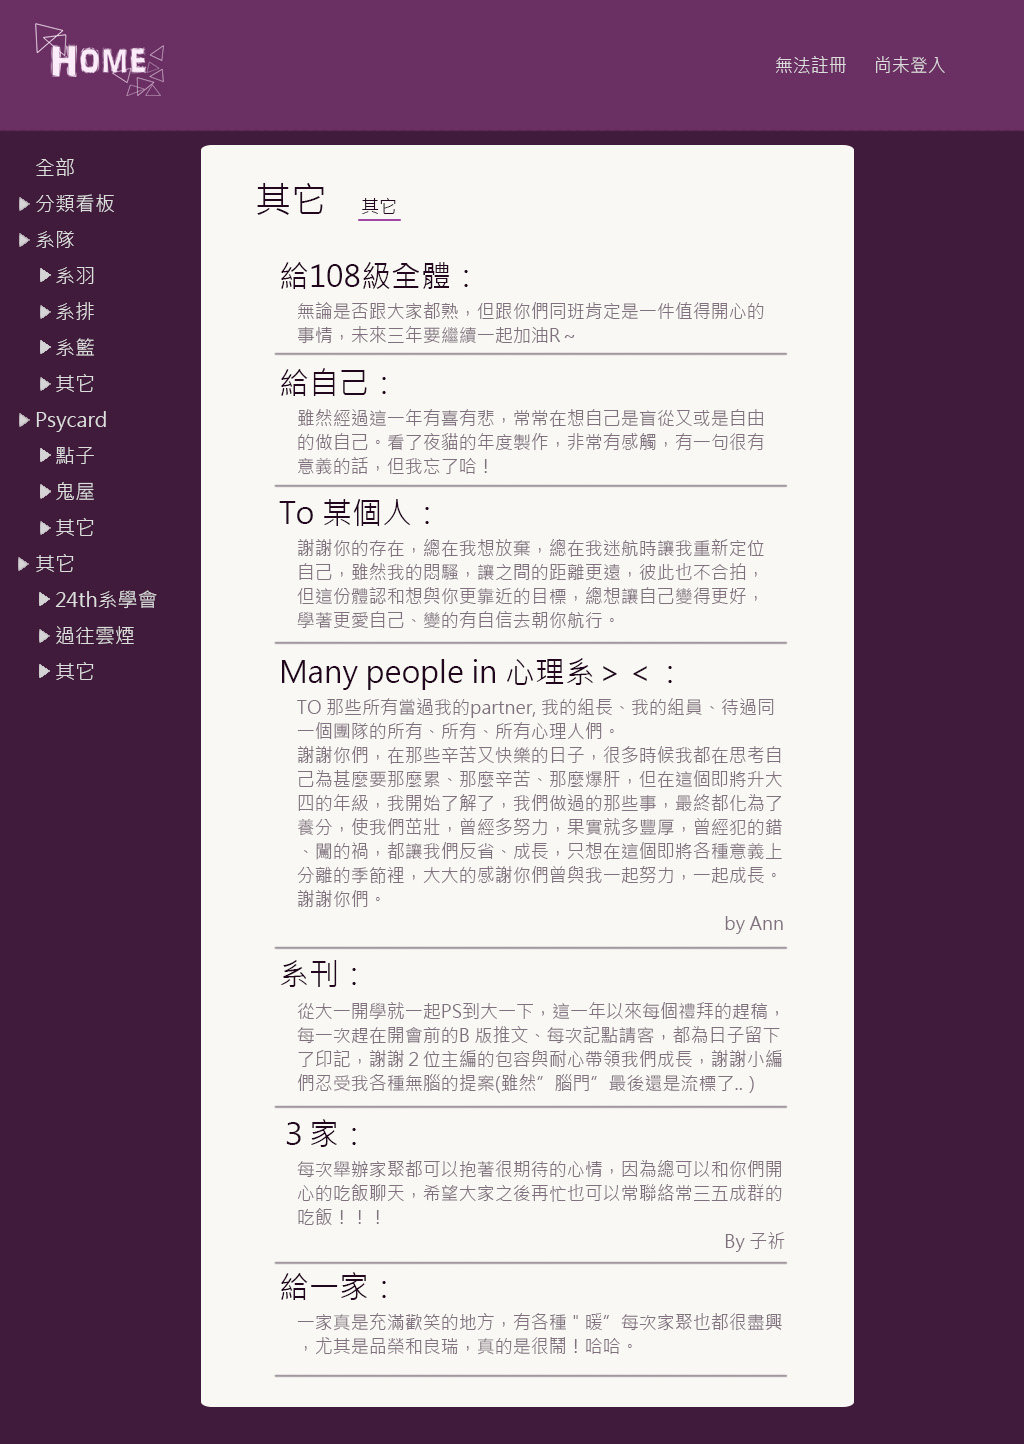 HOME
無法註冊 尚未登入
全部
分類看板
系隊
系羽
系排
系籃
其它
Psycard
點子
鬼屋
其它
其它
24th系學會
過往雲煙
其它
其它 其它
給108級全體：
無論是否跟大家都熟，但跟你們同班肯定是一件值得開心的
事情，未來三年要繼續一起加油R～
給自己：
雖然經過這一年有喜有悲，常常在想自己是盲從又或是自由
的做自己。看了夜貓的年度製作，非常有感觸，有一句很有
意義的話，但我忘了哈！
To 某個人：
謝謝你的存在，總在我想放棄，總在我迷航時讓我重新定位
自己，雖然我的悶騷，讓之間的距離更遠，彼此也不合拍，
但這份體認和想與你更靠近的目標，總想讓自己變得更好，
學著更愛自己、變的有自信去朝你航行。
Many people in 心理系＞＜：
TO 那些所有當過我的partner, 我的組長、我的組員、待過同
一個團隊的所有、所有、所有心理人們。
謝謝你們，在那些辛苦又快樂的日子，很多時候我都在思考自
己為甚麼要那麼累、那麼辛苦、那麼爆肝，但在這個即將升大
四的年級，我開始了解了，我們做過的那些事，最終都化為了
養分，使我們茁壯，曾經多努力，果實就多豐厚，曾經犯的錯
、闖的禍，都讓我們反省、成長，只想在這個即將各種意義上
分離的季節裡，大大的感謝你們曾與我一起努力，一起成長。
謝謝你們。
by Ann
系刊：
從大一開學就一起PS到大一下，這一年以來每個禮拜的趕稿，
每一次趕在開會前的B 版推文、每次記點請客，都為日子留下
了印記，謝謝２位主編的包容與耐心帶領我們成長，謝謝小編
們忍受我各種無腦的提案(雖然”腦門”最後還是流標了.. )
３家：
每次舉辦家聚都可以抱著很期待的心情，因為總可以和你們開
心的吃飯聊天，希望大家之後再忙也可以常聯絡常三五成群的
吃飯！！！
By 子祈
給一家：
一家真是充滿歡笑的地方，有各種＂暖”每次家聚也都很盡興
，尤其是品榮和良瑞，真的是很鬧！哈哈。